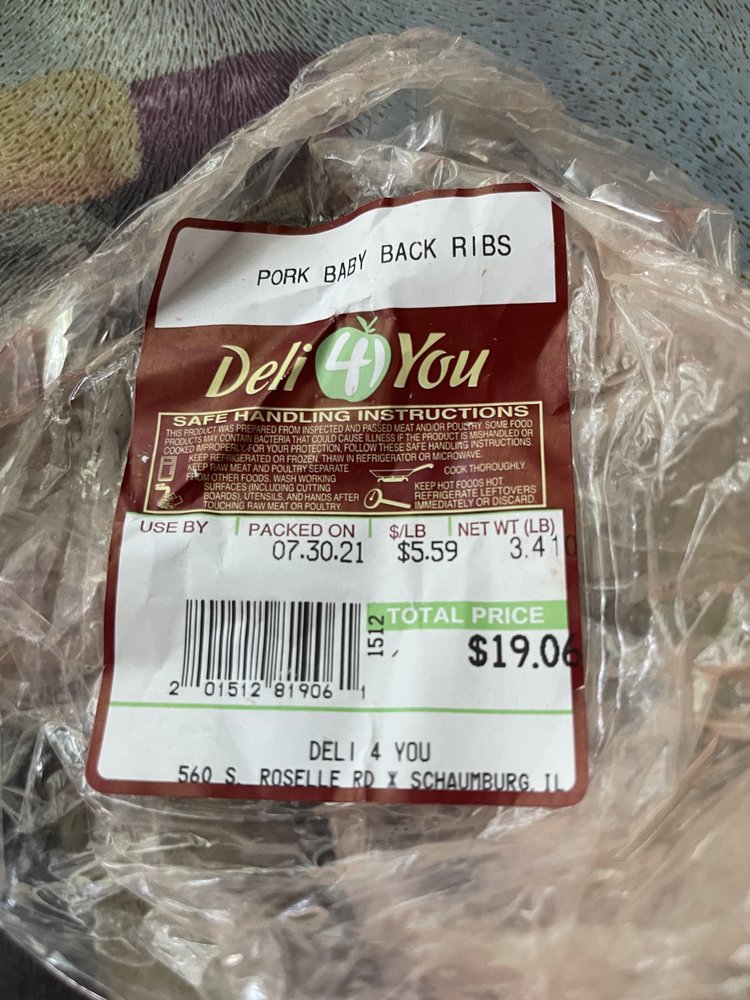 PORK BABY BACK RIBS
Deli 4 You
SAFE HANDLING INSTRUCTIONS
THIS PRODUCT WAS PREPARED FROM INSPECTED AND PASSED MEAT AND/OR POULTRY. SOME FOOD
PRODUCTS MAY CONTAIN BACTERIA THAT COULD CAUSE ILLNESS IF THE PRODUCT IS MISHANDLED OR
COOKED IMPROPERLY. FOR YOUR PROTECTION, FOLLOW THESE SAFE HANDLING INSTRUCTIONS.
KEEP REFRIGERATED OR FROZEN. THAW IN REFRIGERATOR OR MICROWAVE.
KEEP RAW MEAT AND POULTRY SEPARATE
FROM OTHER FOODS. WASH WORKING
SURFACES (INCLUDING CUTTING
BOARDS), UTENSILS, AND HANDS AFTER
TOUCHING RAW MEAT OR POULTRY.
COOK THOROUGHLY.
KEEP HOT FOODS HOT.
REFRIGERATE LEFTOVERS
IMMEDIATELY OR DISCARD.
USE BY PACKED ON $/LB NET WT (LB)
07.30.21 $5.59 3.410
1512
TOTAL PRICE
$19.06
2 01512 81906 1
DELI 4 YOU
560 S. ROSELLE RD X SCHAUMBURG, IL